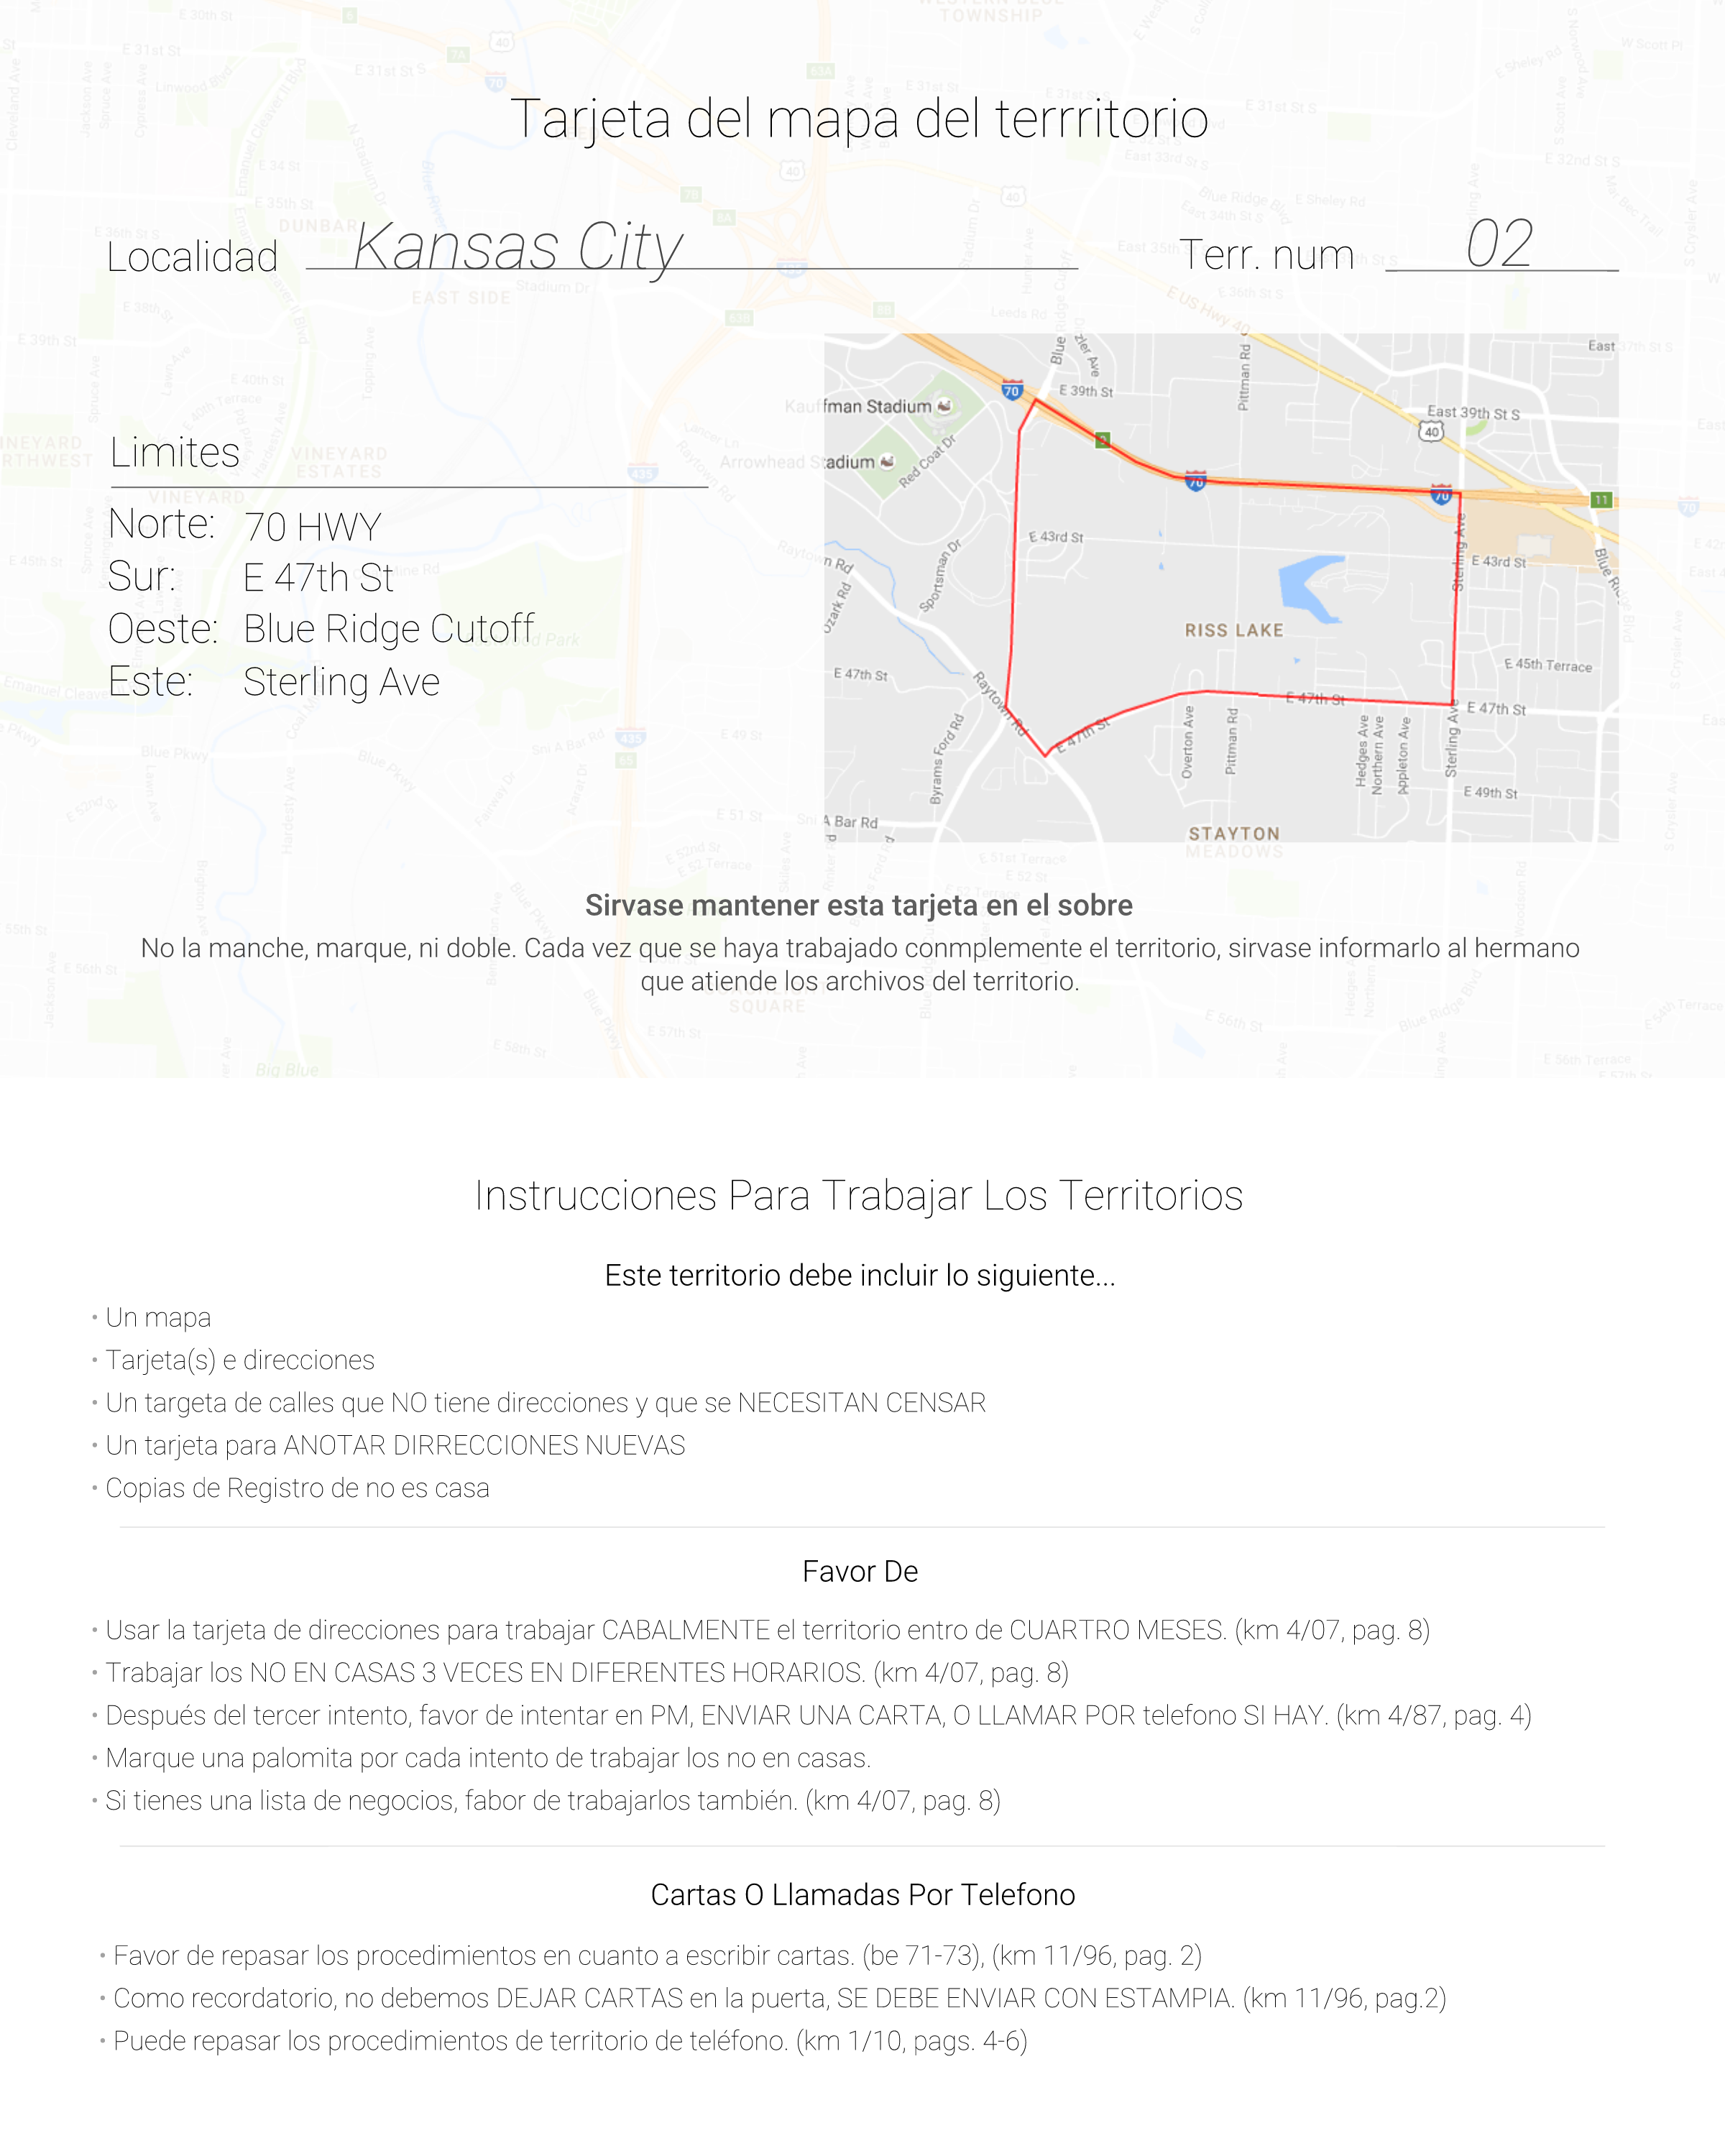 Tarjeta del mapa del terrritorio
Localidad Kansas City
Terr. num 02
Limites
Norte: 70 HWY
Sur: E 47th St
Oeste: Blue Ridge Cutoff
Este: Sterling Ave
Kauffman Stadium
Arrowhead Stadium
Red Coat Dr
70
E 39th St
Pittman Rd
East 39th St S
40
70
70
11
E 43rd St
Sterling Ave
E 43rd St
Sportsman Dr
Ozark Rd
RISS LAKE
E 45th Terrace
E 47th St
Raytown Rd
E 47th St
E 47th St
E 47th St
Byrams Ford Rd
Overton Ave
Pittman Rd
Hedges Ave
Northern Ave
Appleton Ave
Sterling Ave
E 49th St
A Bar Rd
STAYTON
MEADOWS
Sirvase mantener esta tarjeta en el sobre
No la manche, marque, ni doble. Cada vez que se haya trabajado conmplemente el territorio, sirvase informarlo al hermano
que atiende los archivos del territorio.
Instrucciones Para Trabajar Los Territorios
Este territorio debe incluir lo siguiente...
• Un mapa
• Tarjeta(s) e direcciones
• Un targeta de calles que NO tiene direcciones y que se NECESITAN CENSAR
• Un tarjeta para ANOTAR DIRRECCIONES NUEVAS
• Copias de Registro de no es casa
Favor De
• Usar la tarjeta de direcciones para trabajar CABALMENTE el territorio entro de CUARTRO MESES. (km 4/07, pag. 8)
• Trabajar los NO EN CASAS 3 VECES EN DIFERENTES HORARIOS. (km 4/07, pag. 8)
• Después del tercer intento, favor de intentar en PM, ENVIAR UNA CARTA, O LLAMAR POR telefono SI HAY. (km 4/87, pag. 4)
• Marque una palomita por cada intento de trabajar los no en casas.
• Si tienes una lista de negocios, fabor de trabajarlos también. (km 4/07, pag. 8)
Cartas O Llamadas Por Telefono
• Favor de repasar los procedimientos en cuanto a escribir cartas. (be 71-73), (km 11/96, pag. 2)
• Como recordatorio, no debemos DEJAR CARTAS en la puerta, SE DEBE ENVIAR CON ESTAMPIA. (km 11/96, pag.2)
• Puede repasar los procedimientos de territorio de teléfono. (km 1/10, pags. 4-6)